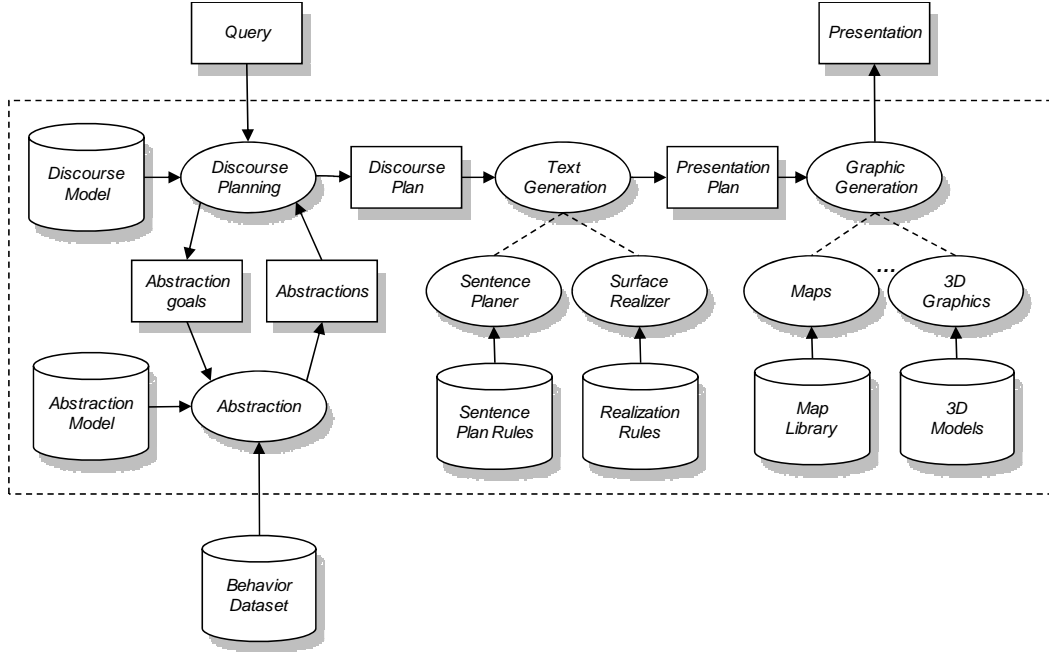 Query
Presentation
Discourse
Model
Discourse
Planning
Discourse
Plan
Text
Generation
Presentation
Plan
Graphic
Generation
Abstraction
goals
Abstractions
Sentence
Planer
Surface
Realizer
Maps
...
3D
Graphics
Abstraction
Model
Abstraction
Sentence
Plan Rules
Realization
Rules
Map
Library
3D
Models
Behavior
Dataset